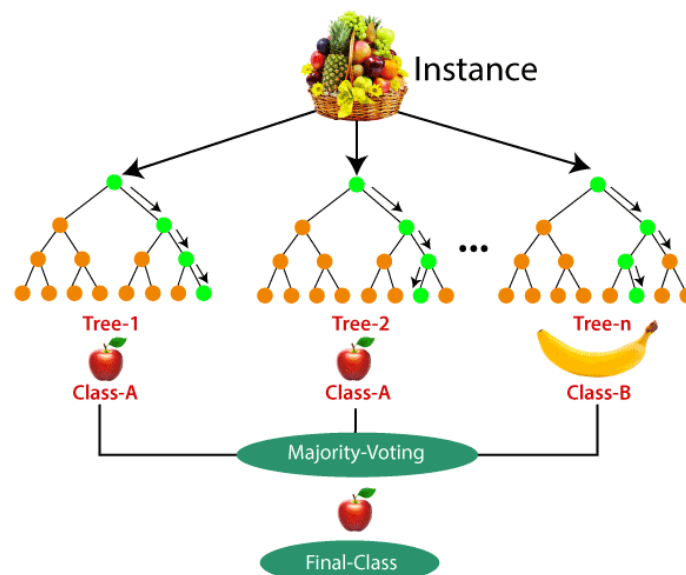 Instance
...
Tree-1
Tree-2
Tree-n
Class-A
Class-A
Class-B
Majority-Voting
Final-Class